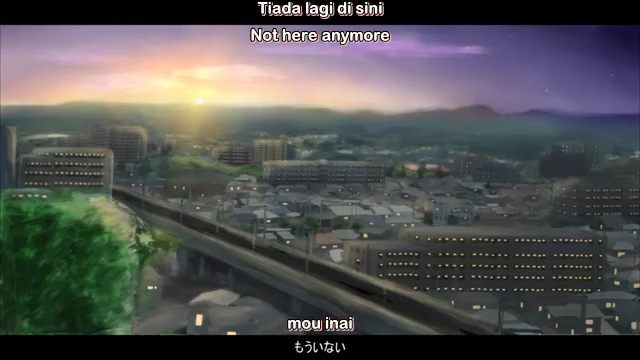 Tiada lagi di sini
Not here anymore
mou inai
もういない